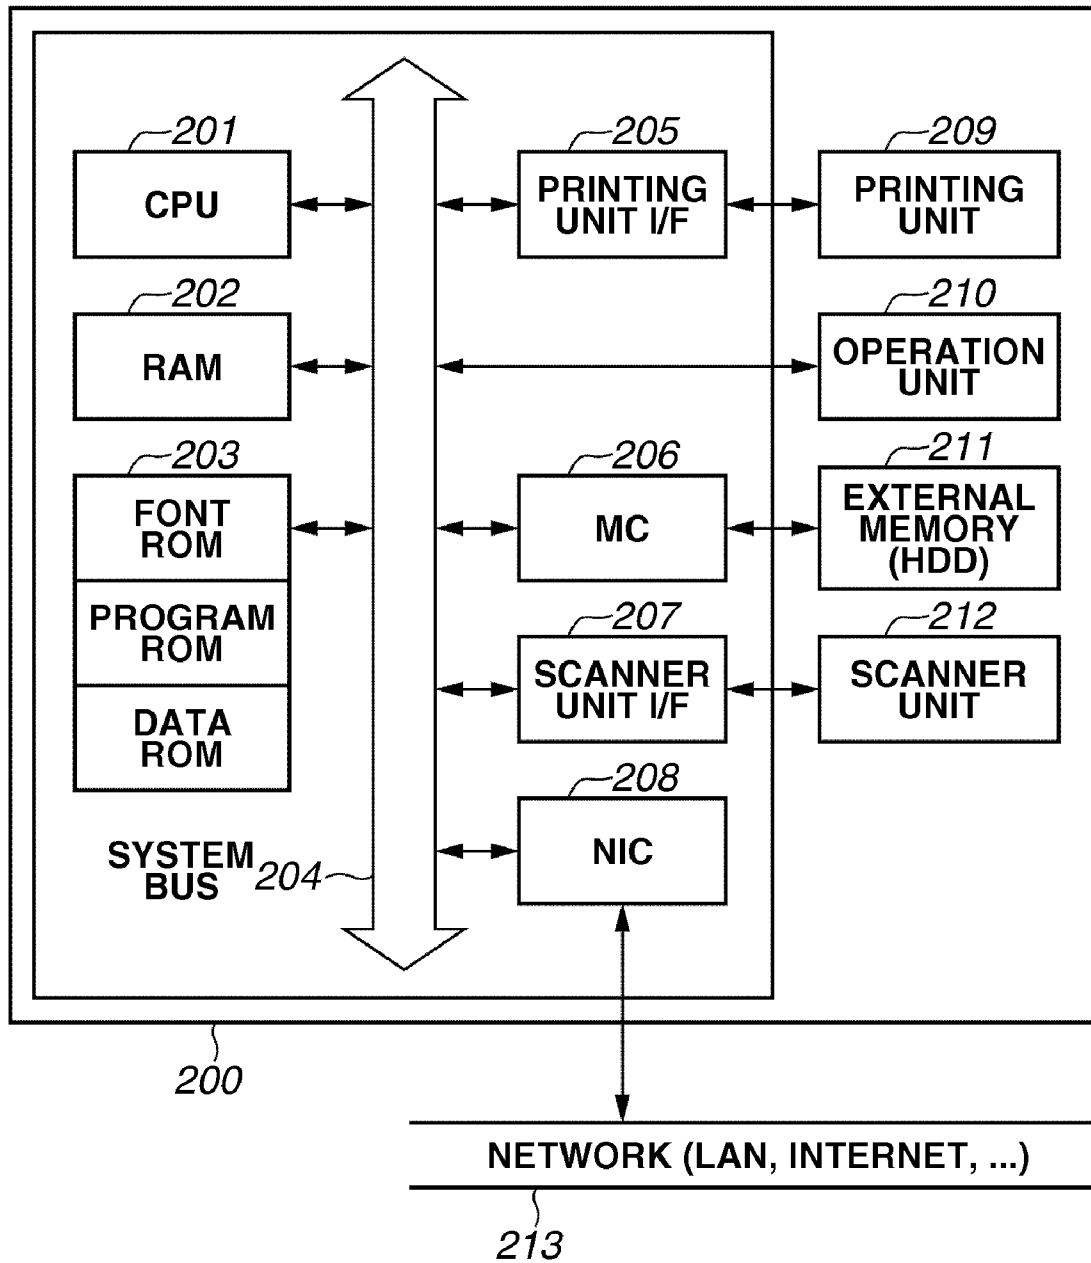 201
CPU
202
RAM
203
FONT
ROM
PROGRAM
ROM
DATA
ROM
SYSTEM
BUS
204
205
PRINTING
UNIT I/F
206
MC
207
SCANNER
UNIT I/F
208
NIC
209
PRINTING
UNIT
210
OPERATION
UNIT
211
EXTERNAL
MEMORY
(HDD)
212
SCANNER
UNIT
200
NETWORK (LAN, INTERNET, ...)
213